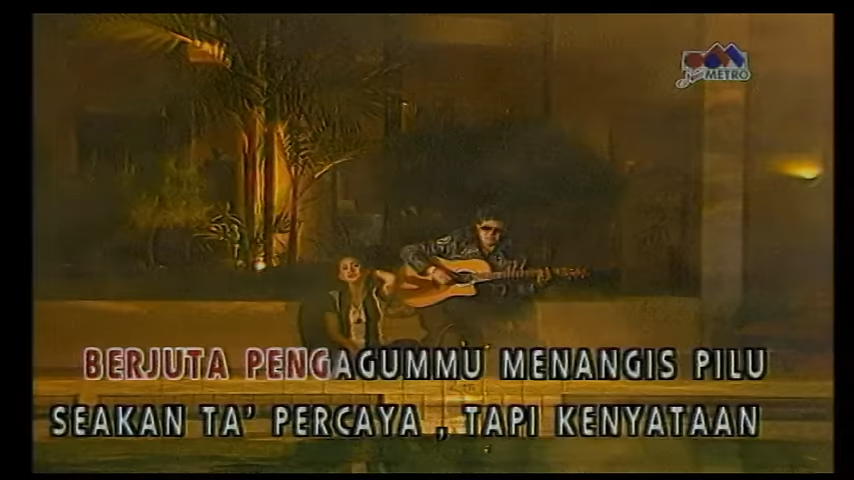 METRO
BERJUTA PENGAGUMMU MENANGIS PILU
SEAKAN TA' PERCAYA , TAPI KENYATAAN